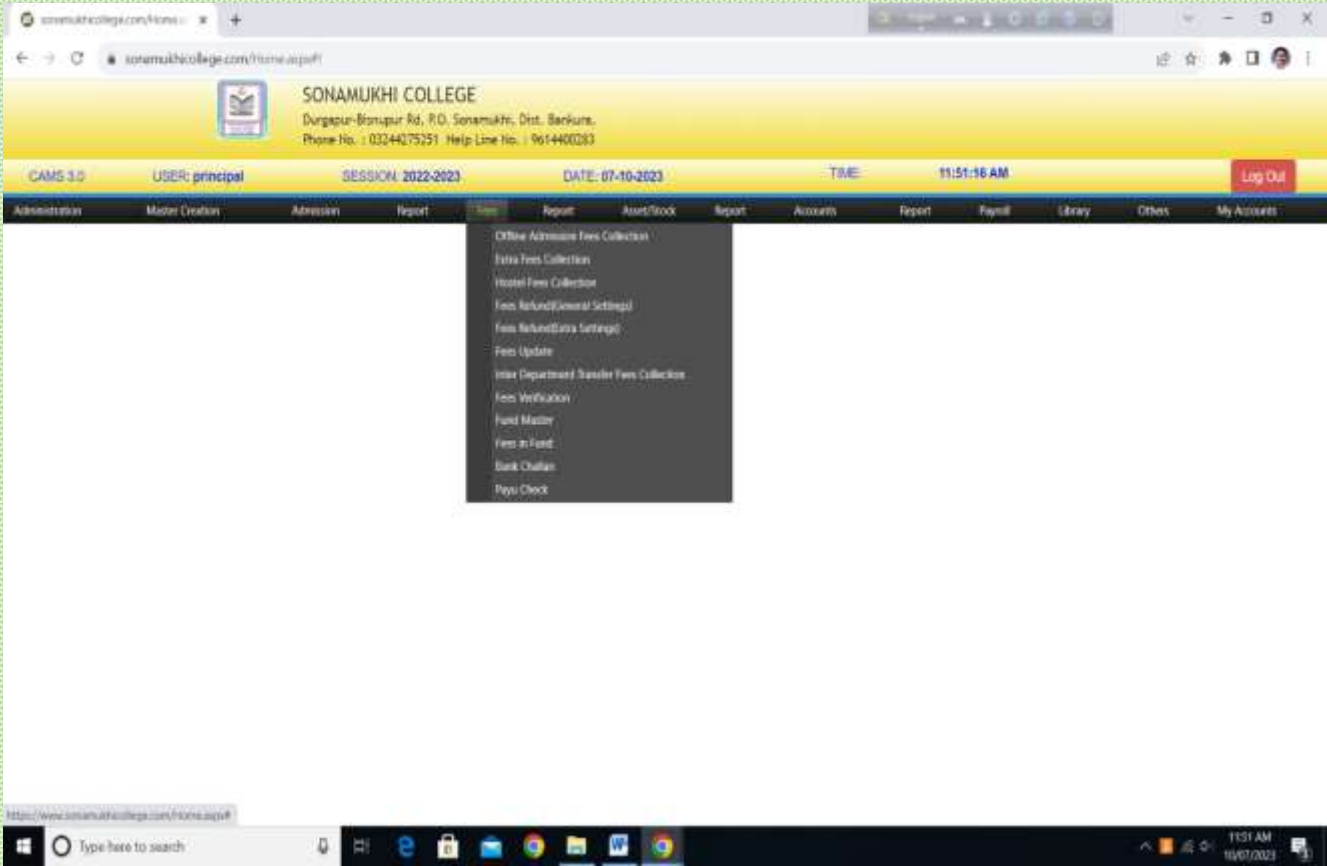 sonamukhicollege.com/Home.aspx#!
SONAMUKHI COLLEGE
Durgapur-Bisnupur Rd, P.O. Sonamukhi, Dist. Bankura,
Phone No. : 03244275251 Help Line No. : 9614400283
CAMS 3.0 USER: principal SESSION: 2022-2023 DATE: 07-10-2023 TIME: 11:51:16 AM Log Out
Administration Master Creation Admission Report Fees Report Asset/Stock Report Accounts Report Payroll Library Others My Accounts
Offline Admission Fees Collection
Extra Fees Collection
Hostel Fees Collection
Fees Refund(General Settings)
Fees Refund(Extra Settings)
Fees Update
Inter Department Transfer Fees Collection
Fees Verification
Fund Master
Fees in Fund
Bank Challan
Payu Check
https://www.sonamukhicollege.com/Home.aspx#
Type here to search
11:51 AM
10/07/2023